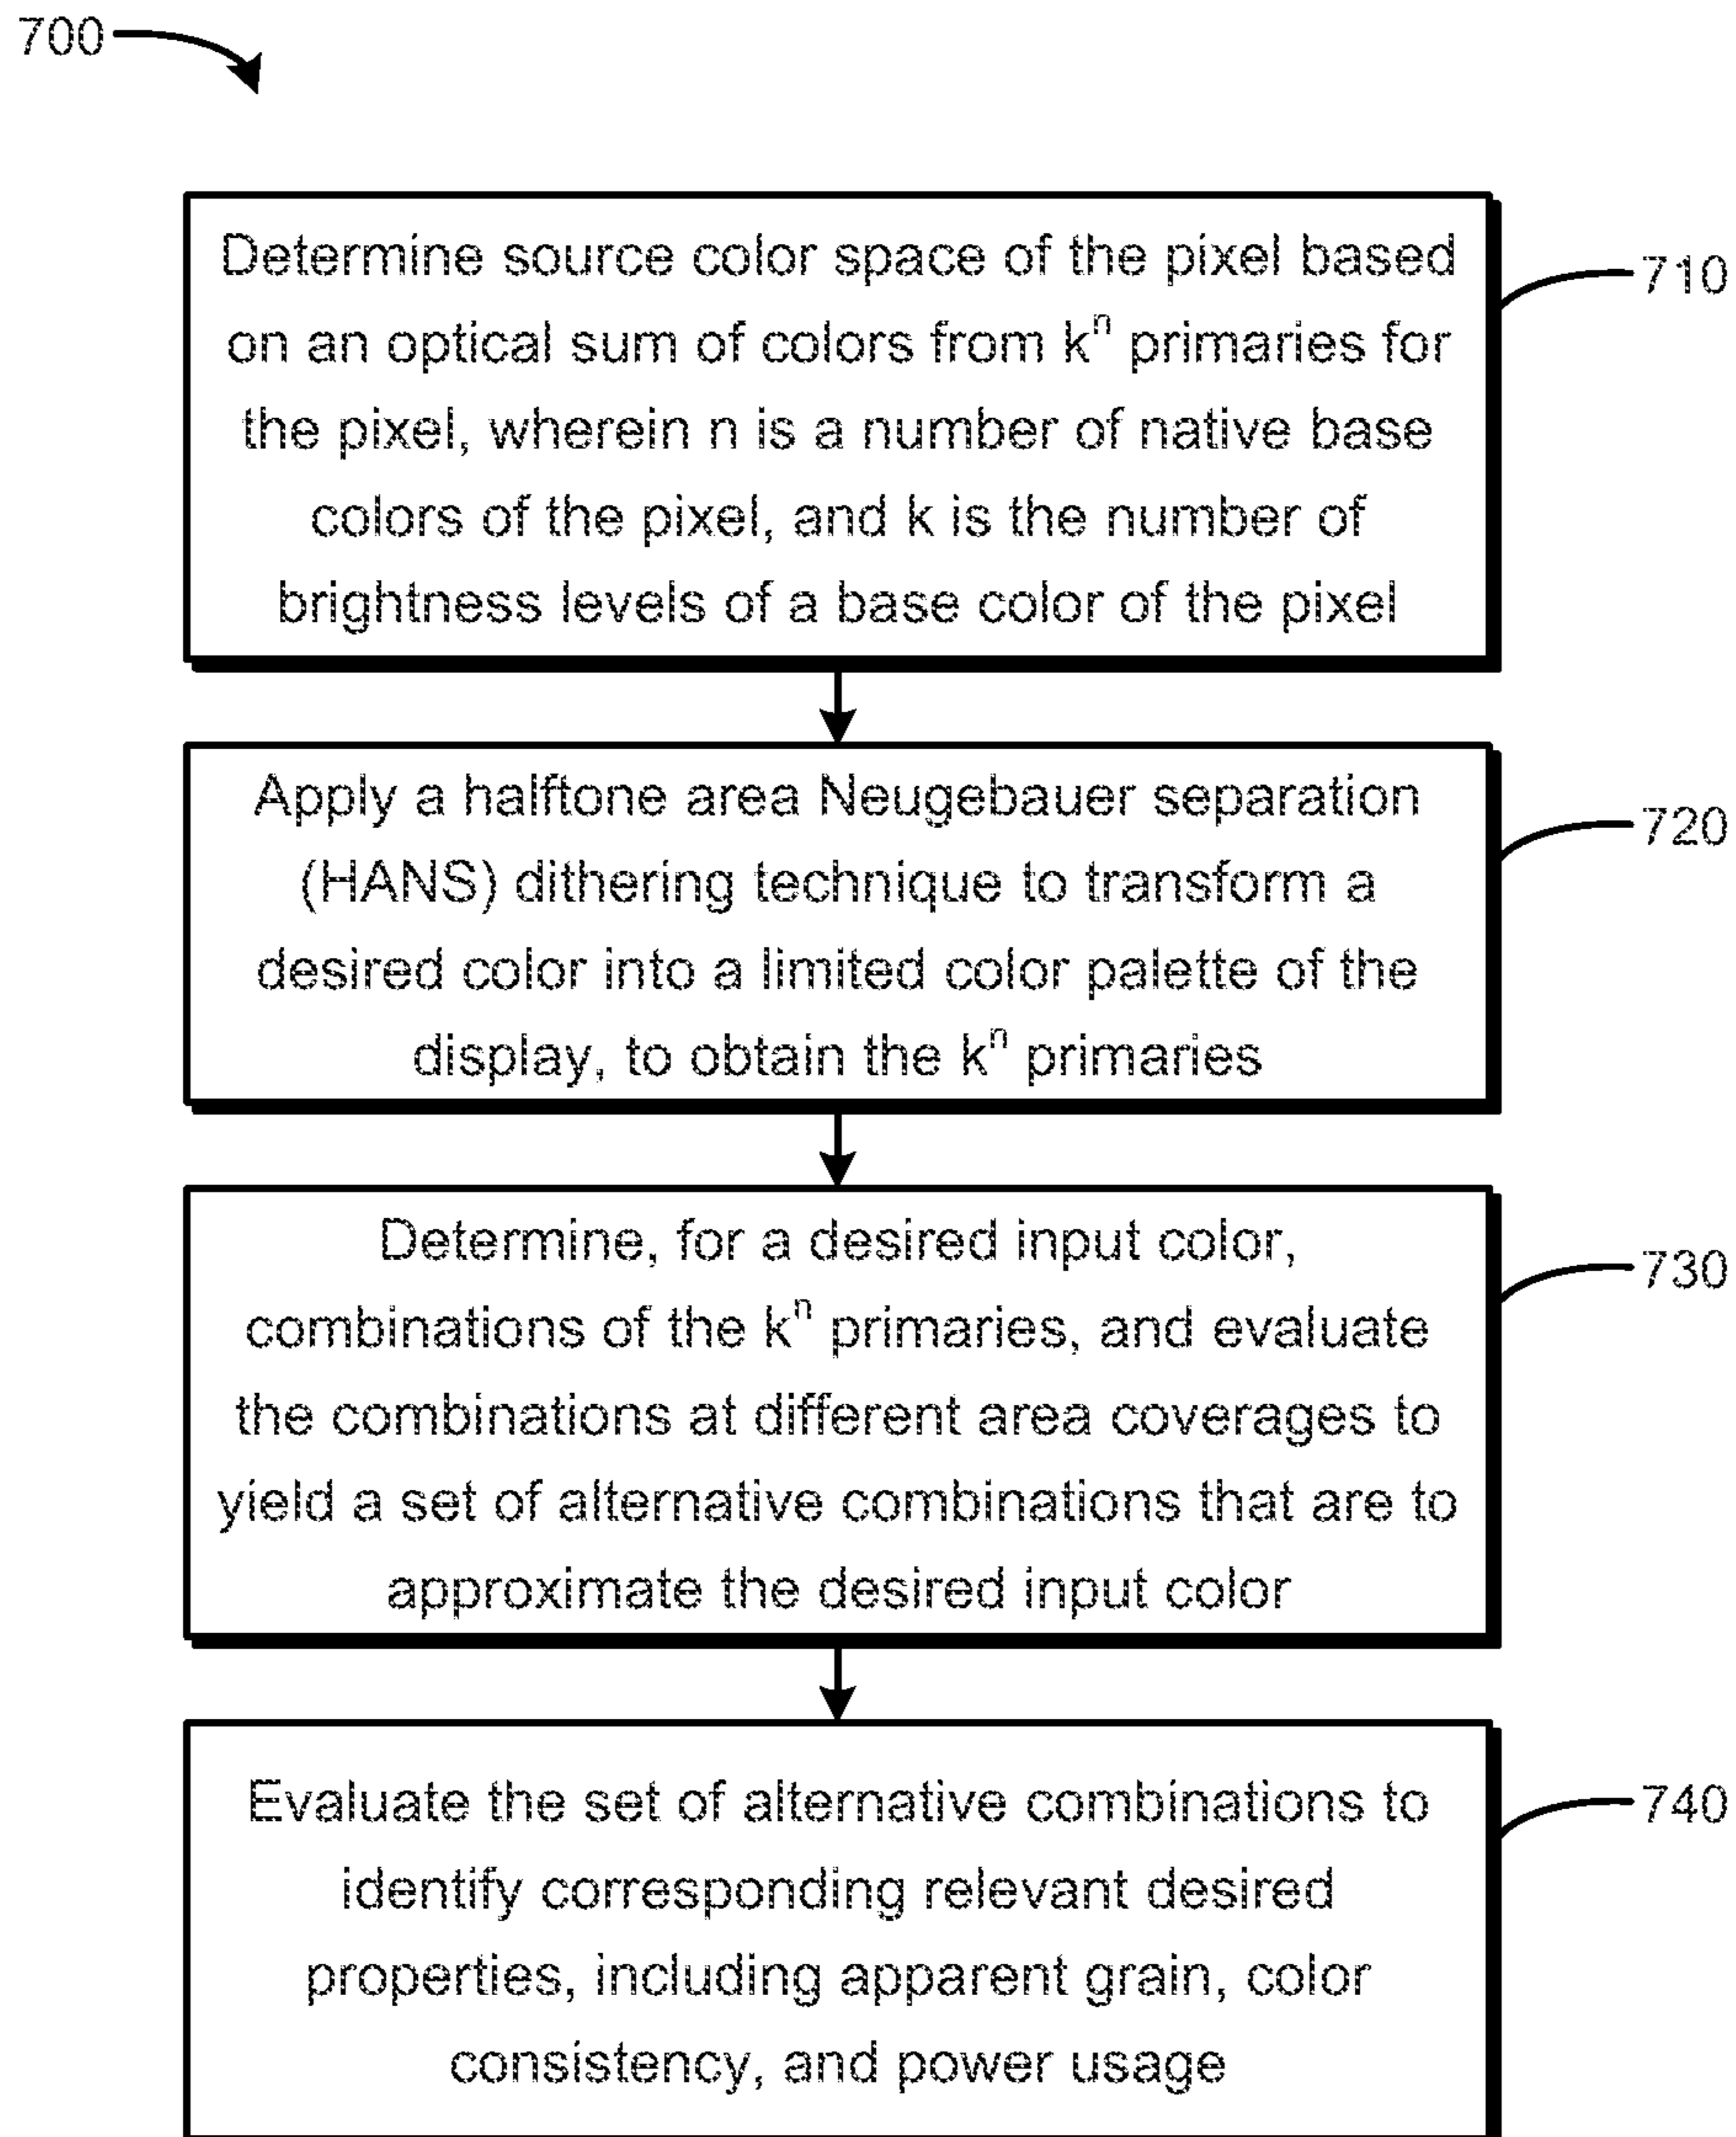 700
Determine source color space of the pixel based
on an optical sum of colors from kⁿ primaries for
the pixel, wherein n is a number of native base
colors of the pixel, and k is the number of
brightness levels of a base color of the pixel
710
Apply a halftone area Neugebauer separation
(HANS) dithering technique to transform a
desired color into a limited color palette of the
display, to obtain the kⁿ primaries
720
Determine, for a desired input color,
combinations of the kⁿ primaries, and evaluate
the combinations at different area coverages to
yield a set of alternative combinations that are to
approximate the desired input color
730
Evaluate the set of alternative combinations to
identify corresponding relevant desired
properties, including apparent grain, color
consistency, and power usage
740